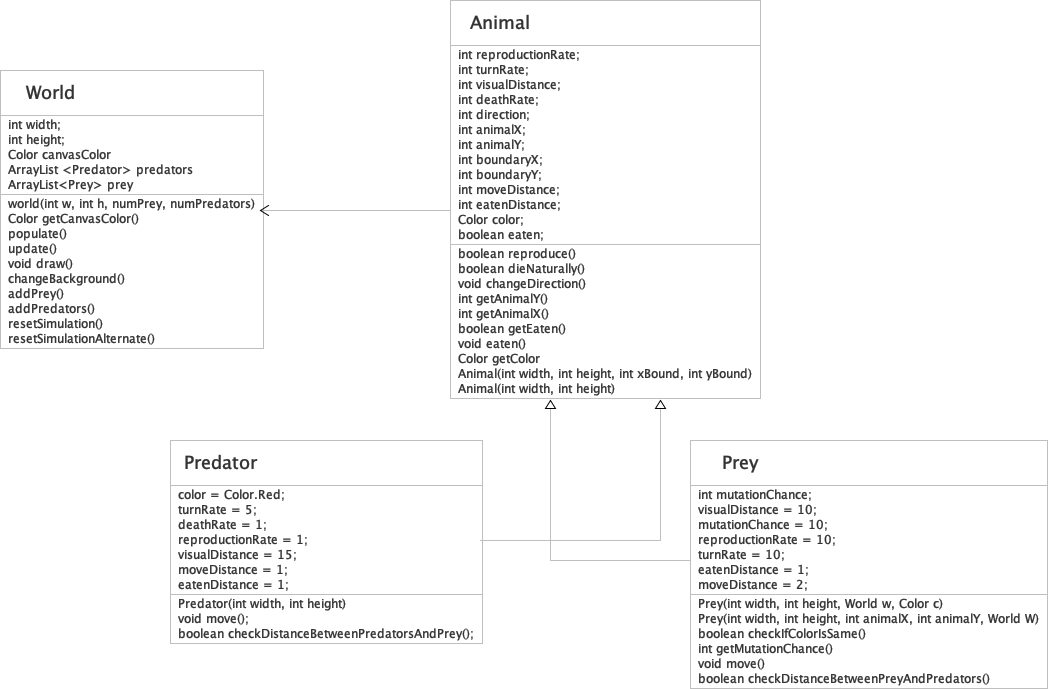 Animal
int reproductionRate;
int turnRate;
int visualDistance;
int deathRate;
int direction;
int animalX;
int animalY;
int boundaryX;
int boundaryY;
int moveDistance;
int eatenDistance;
Color color;
boolean eaten;
boolean reproduce()
boolean dieNaturally()
void changeDirection()
int getAnimalY()
int getAnimalX()
boolean getEaten()
void eaten()
Color getColor
Animal(int width, int height, int xBound, int yBound)
Animal(int width, int height)
World
int width;
int height;
Color canvasColor
ArrayList <Predator> predators
ArrayList<Prey> prey
world(int w, int h, numPrey, numPredators)
Color getCanvasColor()
populate()
update()
void draw()
changeBackground()
addPrey()
addPredators()
resetSimulation()
resetSimulationAlternate()
Predator
color = Color.Red;
turnRate = 5;
deathRate = 1;
reproductionRate = 1;
visualDistance = 15;
moveDistance = 1;
eatenDistance = 1;
Predator(int width, int height)
void move();
boolean checkDistanceBetweenPredatorsAndPrey();
Prey
int mutationChance;
visualDistance = 10;
mutationChance = 10;
reproductionRate = 10;
turnRate = 10;
eatenDistance = 1;
moveDistance = 2;
Prey(int width, int height, World w, Color c)
Prey(int width, int height, int animalX, int animalY, World W)
boolean checkIfColorIsSame()
int getMutationChance()
void move()
boolean checkDistanceBetweenPreyAndPredators()